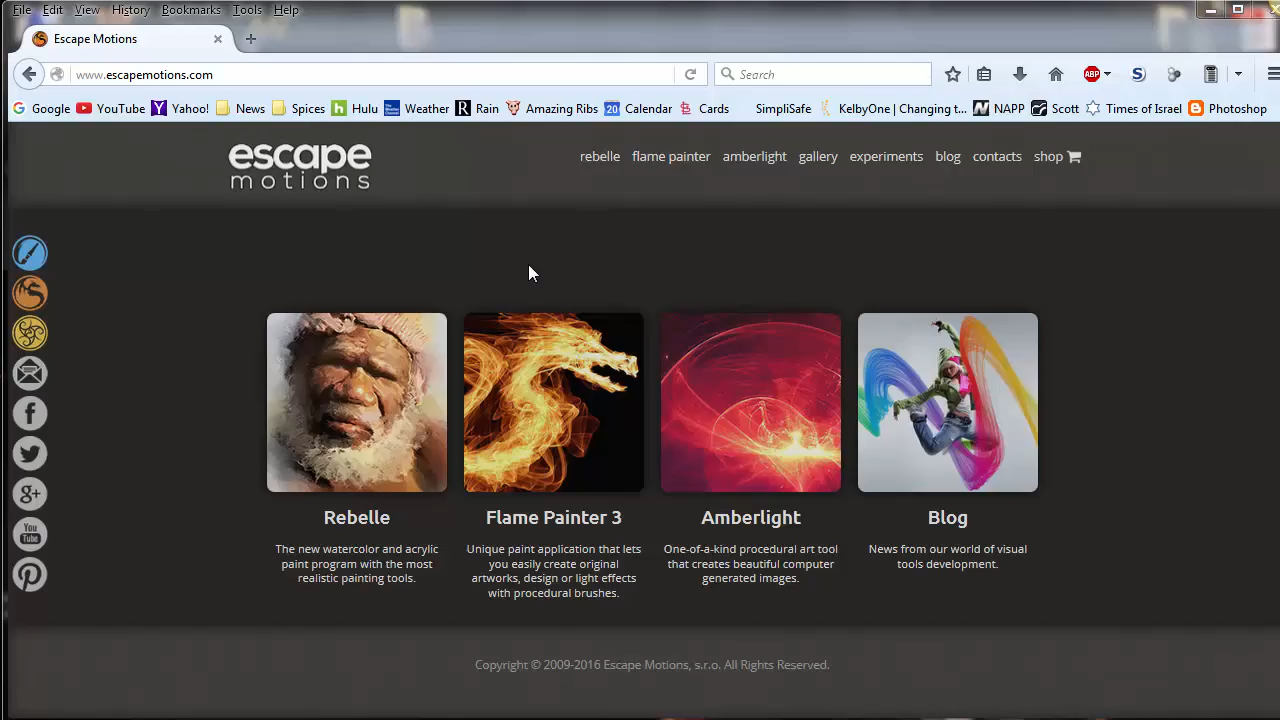 File Edit View History Bookmarks Tools Help
Escape Motions
www.escapemotions.com
Search
ABP
S
Google YouTube Yahoo! News Spices Hulu Weather Rain Amazing Ribs 20 Calendar Cards SimpliSafe KelbyOne | Changing t... NAPP Scott Times of Israel Photoshop
escape
motions
rebelle flame painter amberlight gallery experiments blog contacts shop
Rebelle
The new watercolor and acrylic
paint program with the most
realistic painting tools.
Flame Painter 3
Unique paint application that lets
you easily create original
artworks, design or light effects
with procedural brushes.
Amberlight
One-of-a-kind procedural art tool
that creates beautiful computer
generated images.
Blog
News from our world of visual
tools development.
You
Tube
Copyright © 2009-2016 Escape Motions, s.r.o. All Rights Reserved.